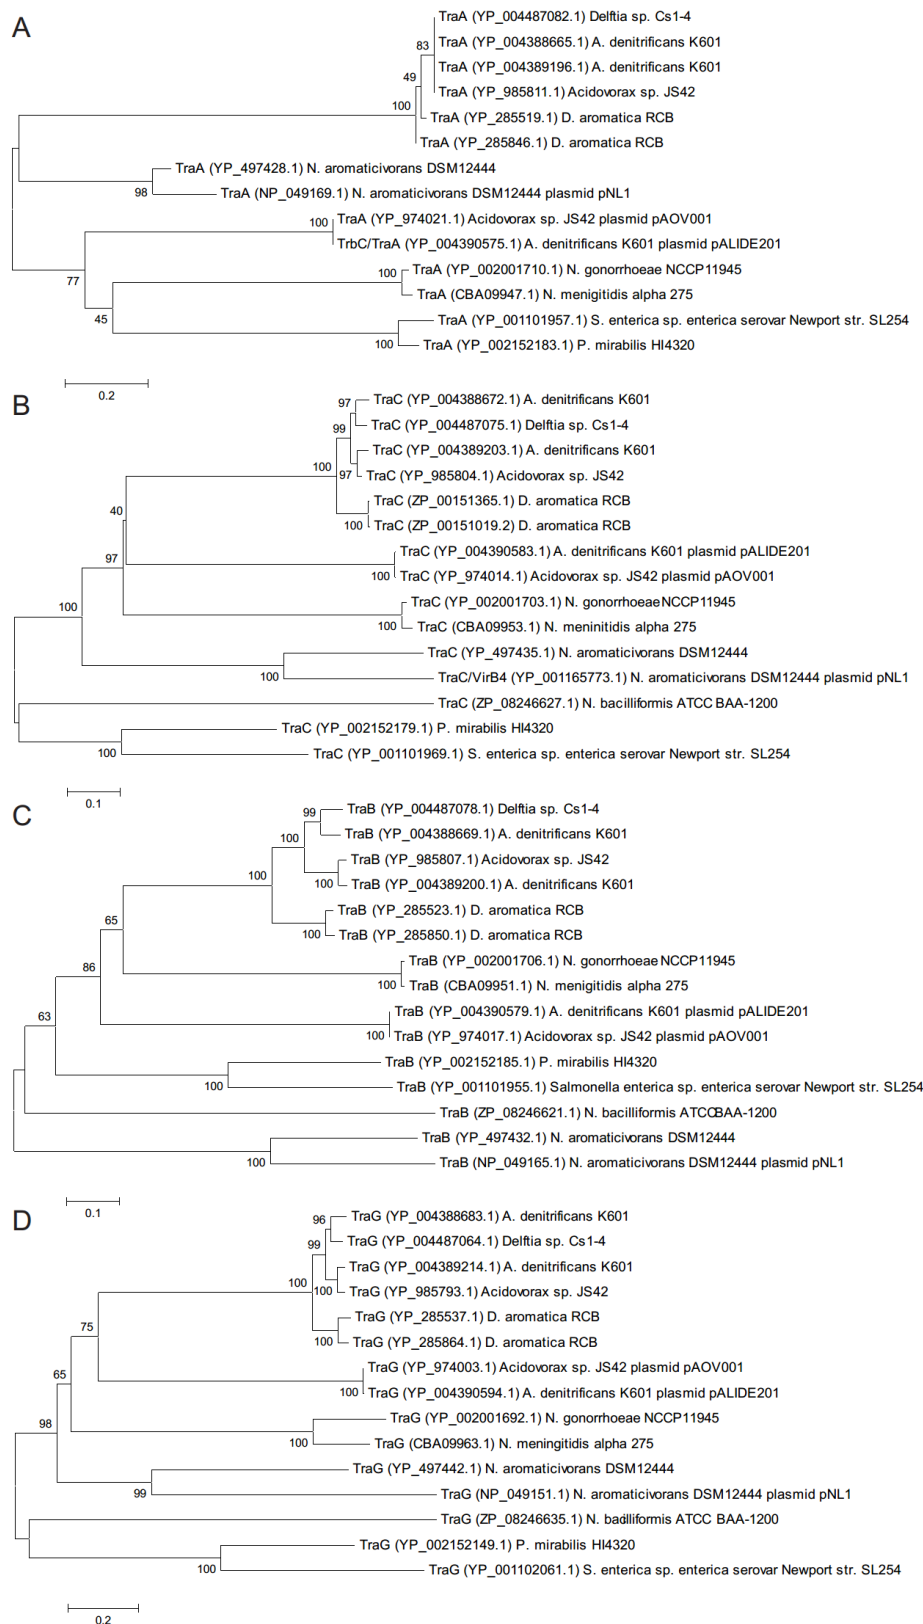 A
TraA (YP_004487082.1) Delftia sp. Cs1-4
83
TraA (YP_004388665.1) A. denitrificans K601
49
TraA (YP_004389196.1) A. denitrificans K601
TraA (YP_985811.1) Acidovorax sp. JS42
100
TraA (YP_285519.1) D. aromatica RCB
TraA (YP_285846.1) D. aromatica RCB
TraA (YP_497428.1) N. aromaticivorans DSM12444
98
TraA (NP_049169.1) N. aromaticivorans DSM12444 plasmid pNL1
TraA (YP_974021.1) Acidovorax sp. JS42 plasmid pAOV001
100
TrbC/TraA (YP_004390575.1) A. denitrificans K601 plasmid pALIDE201
77
TraA (YP_002001710.1) N. gonorrhoeae NCCP11945
100
TraA (CBA09947.1) N. menigitidis alpha 275
45
TraA (YP_001101957.1) S. enterica sp. enterica serovar Newport str. SL254
100
TraA (YP_002152183.1) P. mirabilis HI4320
0.2
B
TraC (YP_004388672.1) A. denitrificans K601
97
TraC (YP_004487075.1) Delftia sp. Cs1-4
99
TraC (YP_004389203.1) A. denitrificans K601
100
97
TraC (YP_985804.1) Acidovorax sp. JS42
TraC (ZP_00151365.1) D. aromatica RCB
40
100
TraC (ZP_00151019.2) D. aromatica RCB
TraC (YP_004390583.1) A. denitrificans K601 plasmid pALIDE201
97
100
TraC (YP_974014.1) Acidovorax sp. JS42 plasmid pAOV001
TraC (YP_002001703.1) N. gonorrhoeae NCCP11945
100
100
TraC (CBA09953.1) N. meninitidis alpha 275
TraC (YP_497435.1) N. aromaticivorans DSM12444
100
TraC/VirB4 (YP_001165773.1) N. aromaticivorans DSM12444 plasmid pNL1
TraC (ZP_08246627.1) N. bacilliformis ATCC BAA-1200
TraC (YP_002152179.1) P. mirabilis HI4320
100
TraC (YP_001101969.1) S. enterica sp. enterica serovar Newport str. SL254
0.1
C
TraB (YP_004487078.1) Delftia sp. Cs1-4
99
TraB (YP_004388669.1) A. denitrificans K601
100
TraB (YP_985807.1) Acidovorax sp. JS42
100
100
TraB (YP_004389200.1) A. denitrificans K601
TraB (YP_285523.1) D. aromatica RCB
65
100
TraB (YP_285850.1) D. aromatica RCB
TraB (YP_002001706.1) N. gonorrhoeae NCCP11945
86
100
TraB (CBA09951.1) N. menigitidis alpha 275
TraB (YP_004390579.1) A. denitrificans K601 plasmid pALIDE201
63
100
TraB (YP_974017.1) Acidovorax sp. JS42 plasmid pAOV001
TraB (YP_002152185.1) P. mirabilis HI4320
100
TraB (YP_001101955.1) Salmonella enterica sp. enterica serovar Newport str. SL254
TraB (ZP_08246621.1) N. bacilliformis ATCC BAA-1200
TraB (YP_497432.1) N. aromaticivorans DSM12444
100
TraB (NP_049165.1) N. aromaticivorans DSM12444 plasmid pNL1
0.1
D
TraG (YP_004388683.1) A. denitrificans K601
96
TraG (YP_004487064.1) Delftia sp. Cs1-4
99
TraG (YP_004389214.1) A. denitrificans K601
100
100
TraG (YP_985793.1) Acidovorax sp. JS42
TraG (YP_285537.1) D. aromatica RCB
75
100
TraG (YP_285864.1) D. aromatica RCB
TraG (YP_974003.1) Acidovorax sp. JS42 plasmid pAOV001
65
100
TraG (YP_004390594.1) A. denitrificans K601 plasmid pALIDE201
TraG (YP_002001692.1) N. gonorrhoeae NCCP11945
98
100
TraG (CBA09963.1) N. meningitidis alpha 275
TraG (YP_497442.1) N. aromaticivorans DSM12444
99
TraG (NP_049151.1) N. aromaticivorans DSM12444 plasmid pNL1
TraG (ZP_08246635.1) N. badlliformis ATCC BAA-1200
TraG (YP_002152149.1) P. mirabilis HI4320
100
TraG (YP_001102061.1) S. enterica sp. enterica serovar Newport str. SL254
0.2